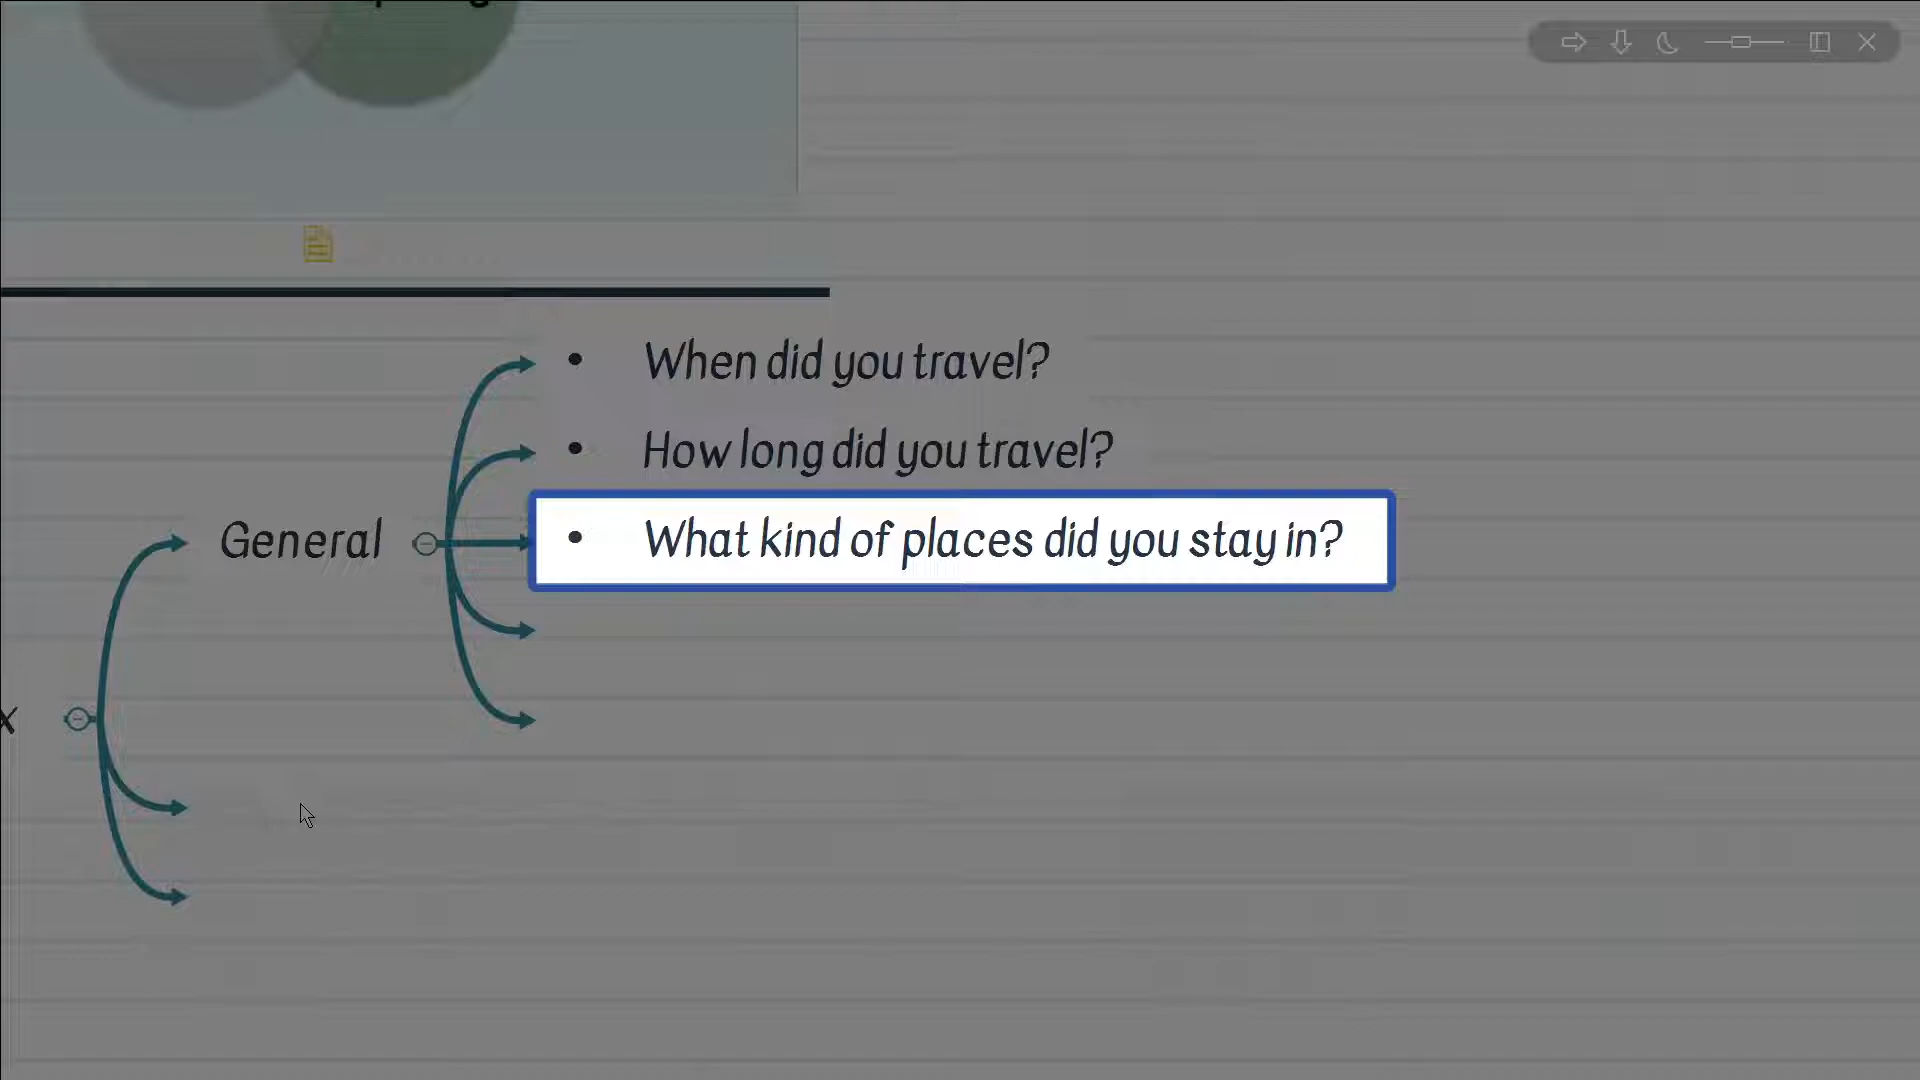 • When did you travel?
• How long did you travel?
General
• What kind of places did you stay in?
x